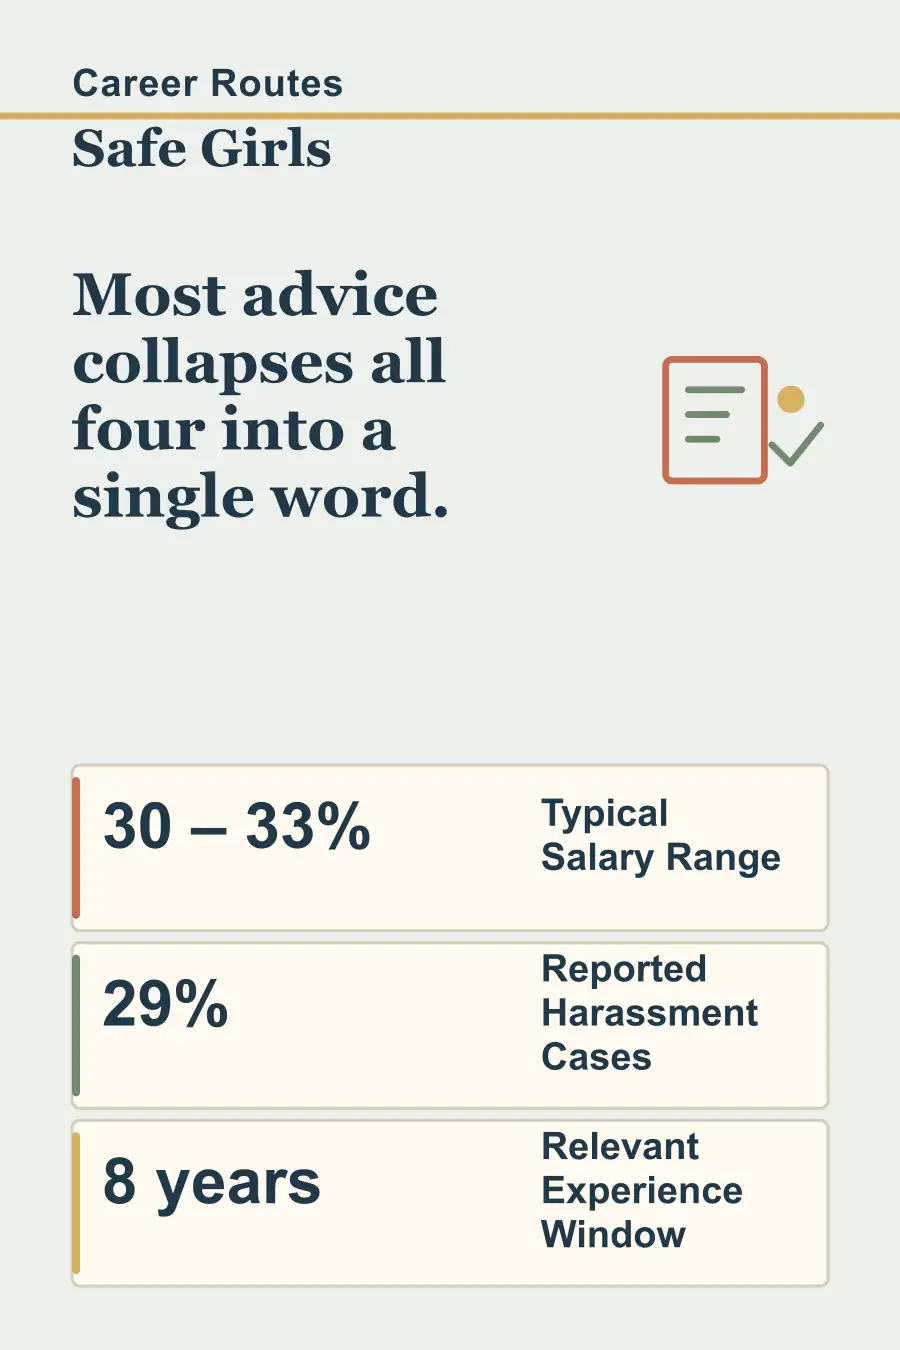 Career Routes
Safe Girls
Most advice
collapses all
four into a
single word.
30 – 33%
Typical
Salary Range
29%
Reported
Harassment
Cases
8 years
Relevant
Experience
Window